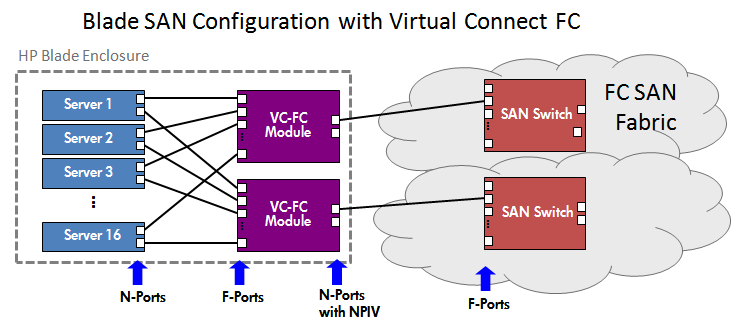 Blade SAN Configuration with Virtual Connect FC
HP Blade Enclosure
Server 1
Server 2
Server 3
Server 16
VC-FC
Module
VC-FC
Module
SAN Switch
SAN Switch
FC SAN
Fabric
N-Ports
F-Ports
N-Ports
with NPIV
F-Ports